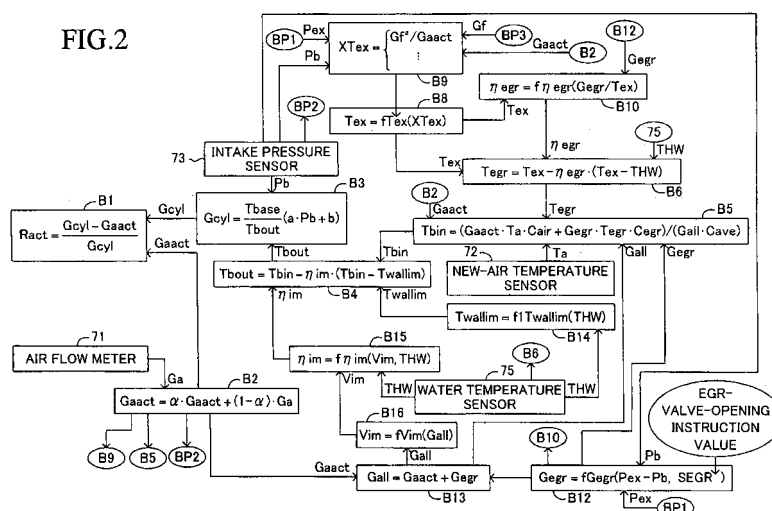 FIG.2
BP1
Pex
Pb
XTex = { Gf°/Gaact
⋮
Gf
BP3
Gaact
B2
B9
B12
Gegr
B8
η egr = f η egr(Gegr/Tex)
B10
Tex = fTex(XTex)
Tex
BP2
73
INTAKE PRESSURE
SENSOR
η egr
75
THW
Tex
Tegr = Tex − η egr · (Tex − THW)
B6
Pb
B3
B1
Gcyl
Gcyl = Tbase/Tbout (a · Pb + b)
Ract = Gcyl − Gaact/Gcyl
Gaact
B2
Gaact
Tegr
B5
Tbin = (Gaact · Ta · Cair + Gegr · Tegr · Cegr)/(Gall · Cave)
Tbout
Tbin
72
Ta
Gall
Gegr
Tbout = Tbin − η im · (Tbin − Twallim)
NEW-AIR TEMPERATURE
SENSOR
η im
B4
Twallim
Twallim = f1Twallim(THW)
B14
71
AIR FLOW METER
B15
η im = f η im(Vim, THW)
B6
75
Ga
B2
Vim
THW
WATER TEMPERATURE
SENSOR
THW
EGR-
VALVE-OPENING
INSTRUCTION
VALUE
Gaact = α · Gaact + (1−α) · Ga
B16
Vim = fVim(Gall)
B10
B9
B5
BP2
Gaact
Gall
Pb
Gall = Gaact + Gegr
B13
Gegr = fGegr(Pex − Pb, SEGR)
B12
Pex
BP1